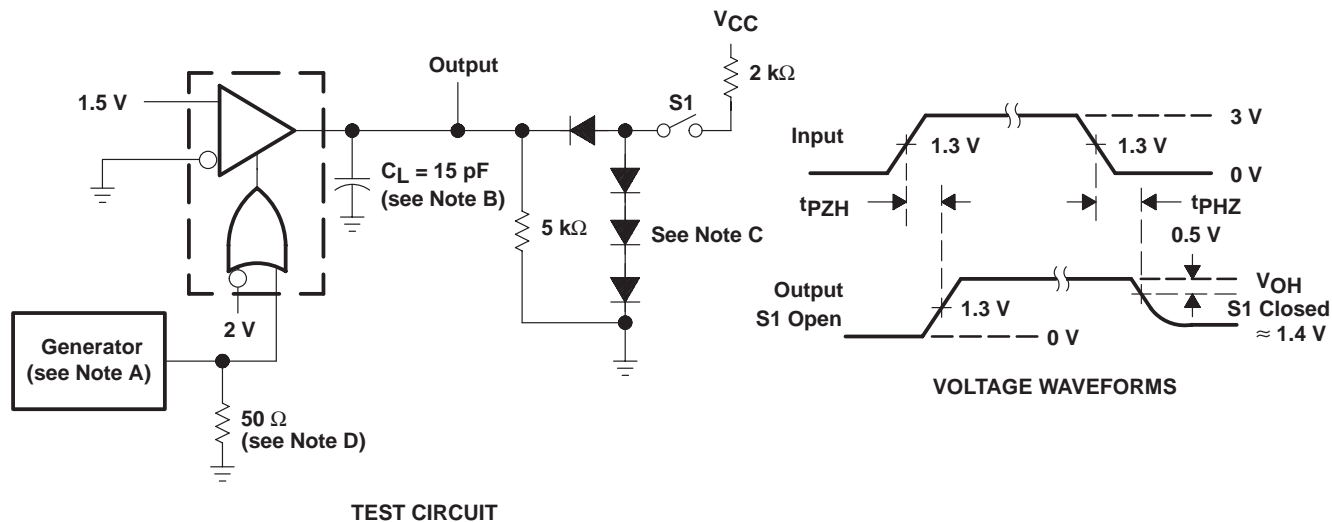 VCC
2 kΩ
Output
S1
1.5 V
CL = 15 pF
(see Note B)
5 kΩ
See Note C
2 V
Generator
(see Note A)
50 Ω
(see Note D)
TEST CIRCUIT
Input
3 V
1.3 V
1.3 V
0 V
tPZH
tPHZ
0.5 V
Output
S1 Open
1.3 V
0 V
VOH
S1 Closed
≈ 1.4 V
VOLTAGE WAVEFORMS